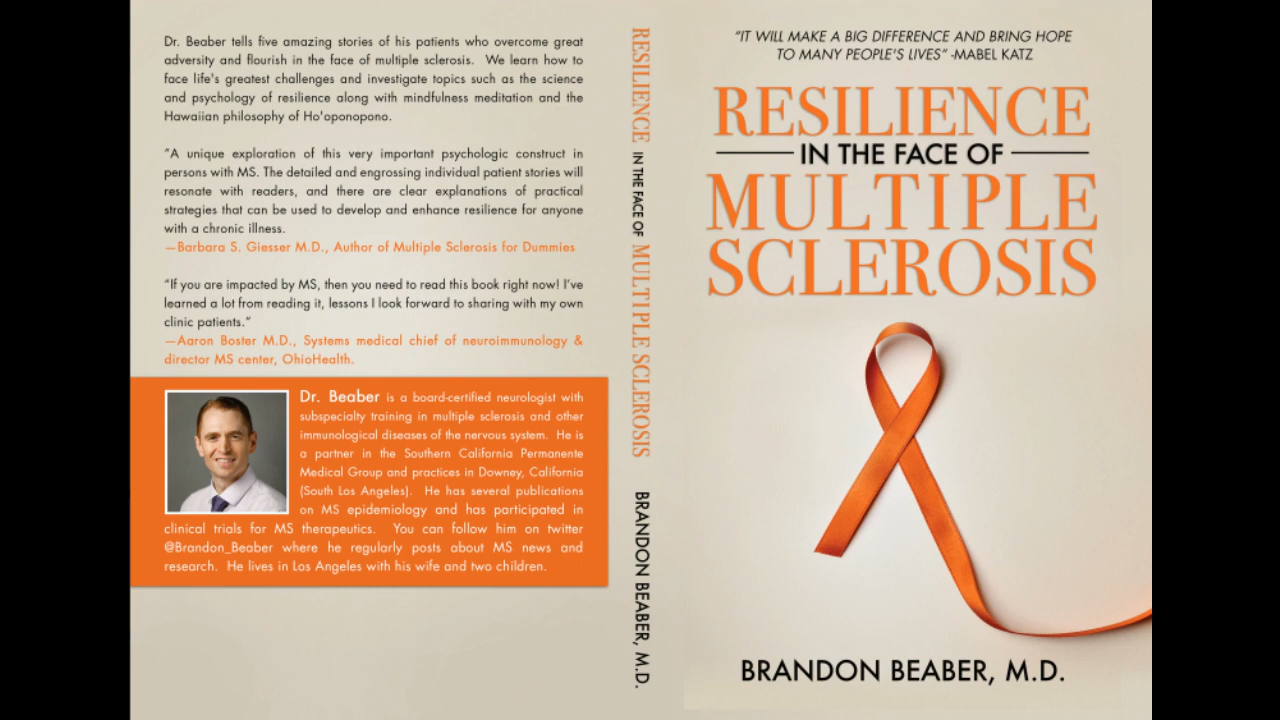 Dr. Beaber tells five amazing stories of his patients who overcome great
adversity and flourish in the face of multiple sclerosis. We learn how to
face life's greatest challenges and investigate topics such as the science
and psychology of resilience along with mindfulness meditation and the
Hawaiian philosophy of Ho'oponopono.
"A unique exploration of this very important psychologic construct in
persons with MS. The detailed and engrossing individual patient stories will
resonate with readers, and there are clear explanations of practical
strategies that can be used to develop and enhance resilience for anyone
with a chronic illness.
—Barbara S. Giesser M.D., Author of Multiple Sclerosis for Dummies
"If you are impacted by MS, then you need to read this book right now! I've
learned a lot from reading it, lessons I look forward to sharing with my own
clinic patients."
—Aaron Boster M.D., Systems medical chief of neuroimmunology &
director MS center, OhioHealth.
Dr. Beaber is a board-certified neurologist with
subspecialty training in multiple sclerosis and other
immunological diseases of the nervous system. He is
a partner in the Southern California Permanente
Medical Group and practices in Downey, California
(South Los Angeles). He has several publications
on MS epidemiology and has participated in
clinical trials for MS therapeutics. You can follow him on twitter
@Brandon_Beaber where he regularly posts about MS news and
research. He lives in Los Angeles with his wife and two children.
RESILIENCE IN THE FACE OF MULTIPLE SCLEROSIS BRANDON BEABER, M.D.
"IT WILL MAKE A BIG DIFFERENCE AND BRING HOPE
TO MANY PEOPLE'S LIVES" -MABEL KATZ
RESILIENCE
IN THE FACE OF
MULTIPLE
SCLEROSIS
BRANDON BEABER, M.D.